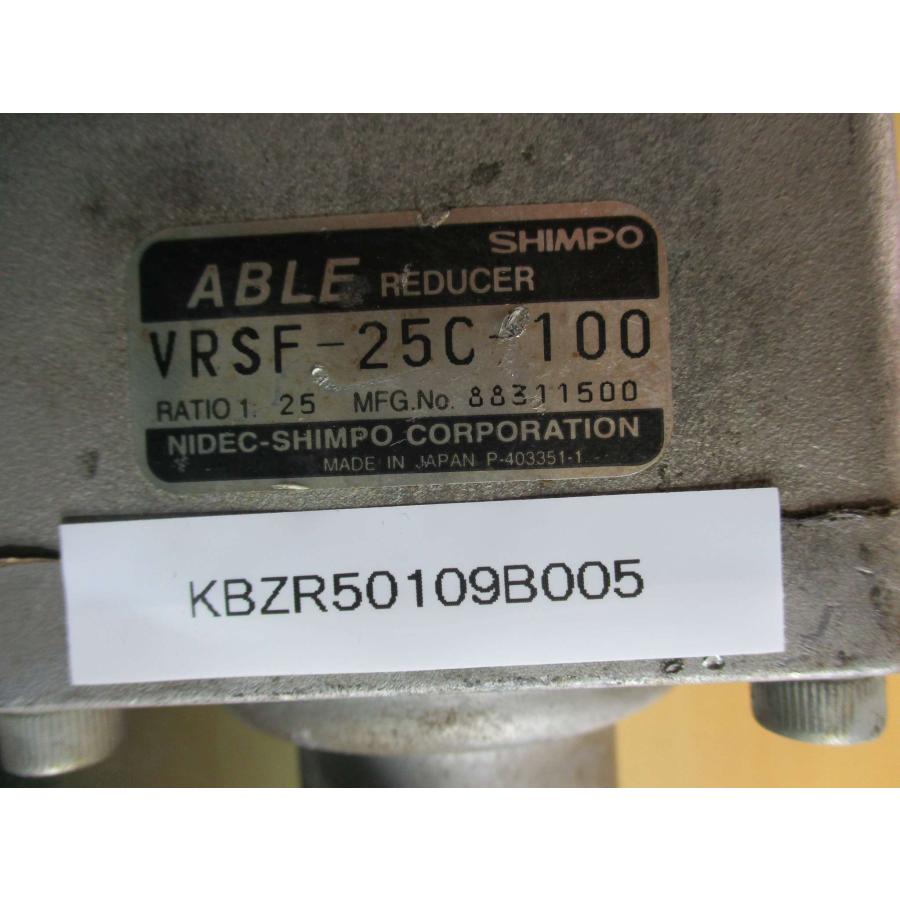 SHIMPO
ABLE REDUCER
VRSF-25C-100
RATIO 1: 25 MFG.No. 88311500
NIDEC-SHIMPO CORPORATION
MADE IN JAPAN P-403351-1
KBZR50109B005